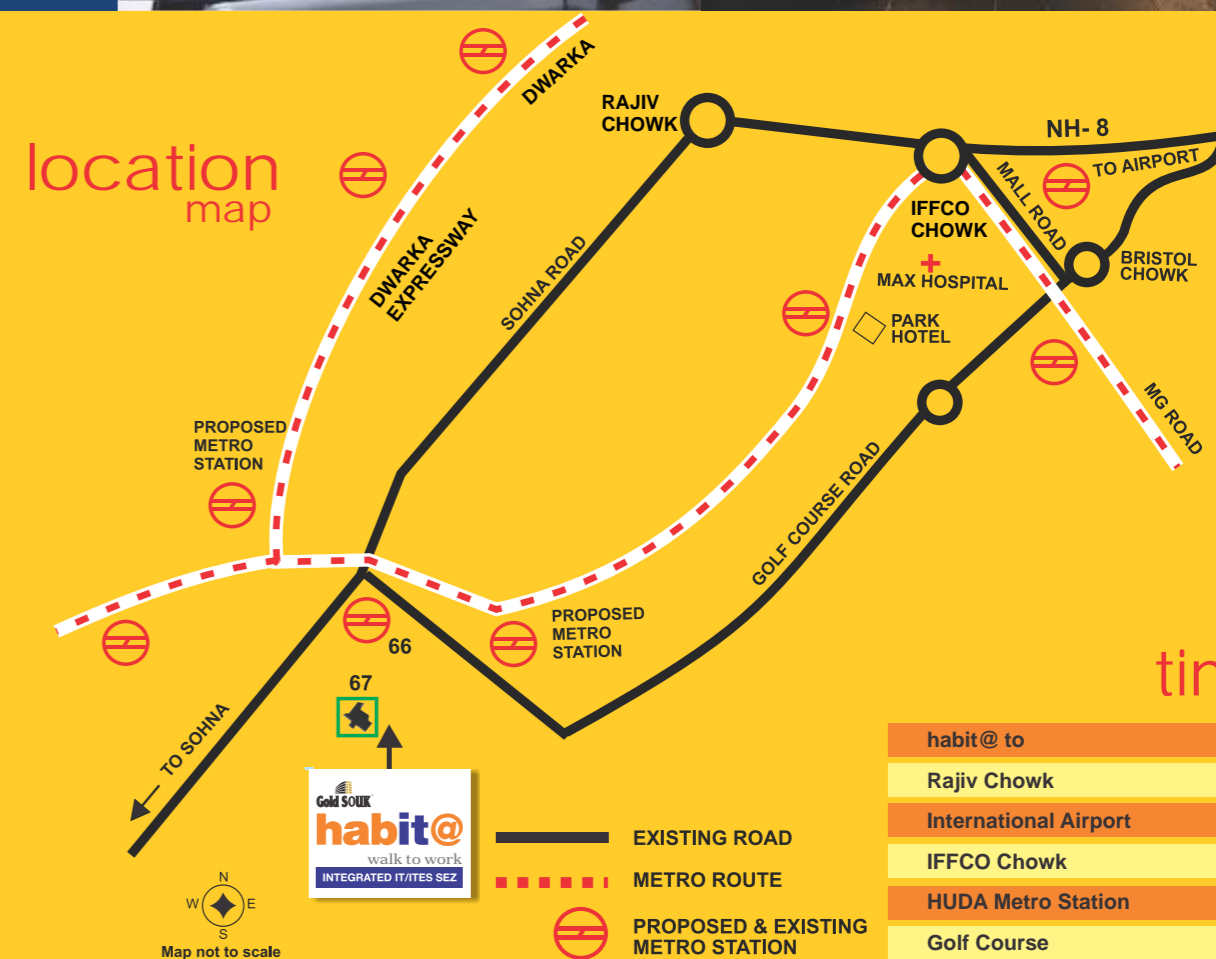 location
map
DWARKA
RAJIV
CHOWK
NH- 8
TO AIRPORT
MALL ROAD
IFFCO
CHOWK
BRISTOL
CHOWK
MAX HOSPITAL
PARK
HOTEL
DWARKA
EXPRESSWAY
SOHNA ROAD
MG ROAD
PROPOSED
METRO
STATION
GOLF COURSE ROAD
PROPOSED
METRO
STATION
66
67
TO SOHNA
Gold SOUK
habit@
walk to work
INTEGRATED IT/ITES SEZ
EXISTING ROAD
METRO ROUTE
PROPOSED & EXISTING
METRO STATION
N
W E
S
Map not to scale
tin
habit@ to
Rajiv Chowk
International Airport
IFFCO Chowk
HUDA Metro Station
Golf Course